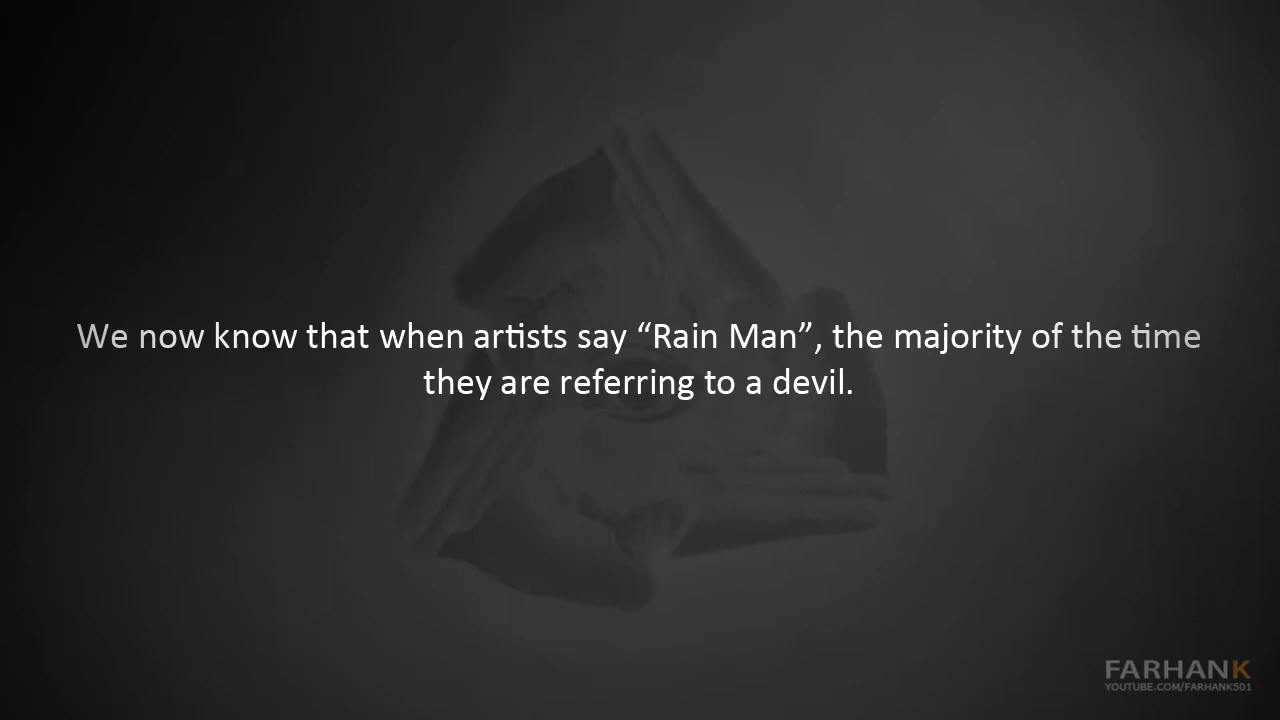 We now know that when artists say “Rain Man”, the majority of the time
they are referring to a devil.
FARHANK
YOUTUBE.COM/FARHANK501